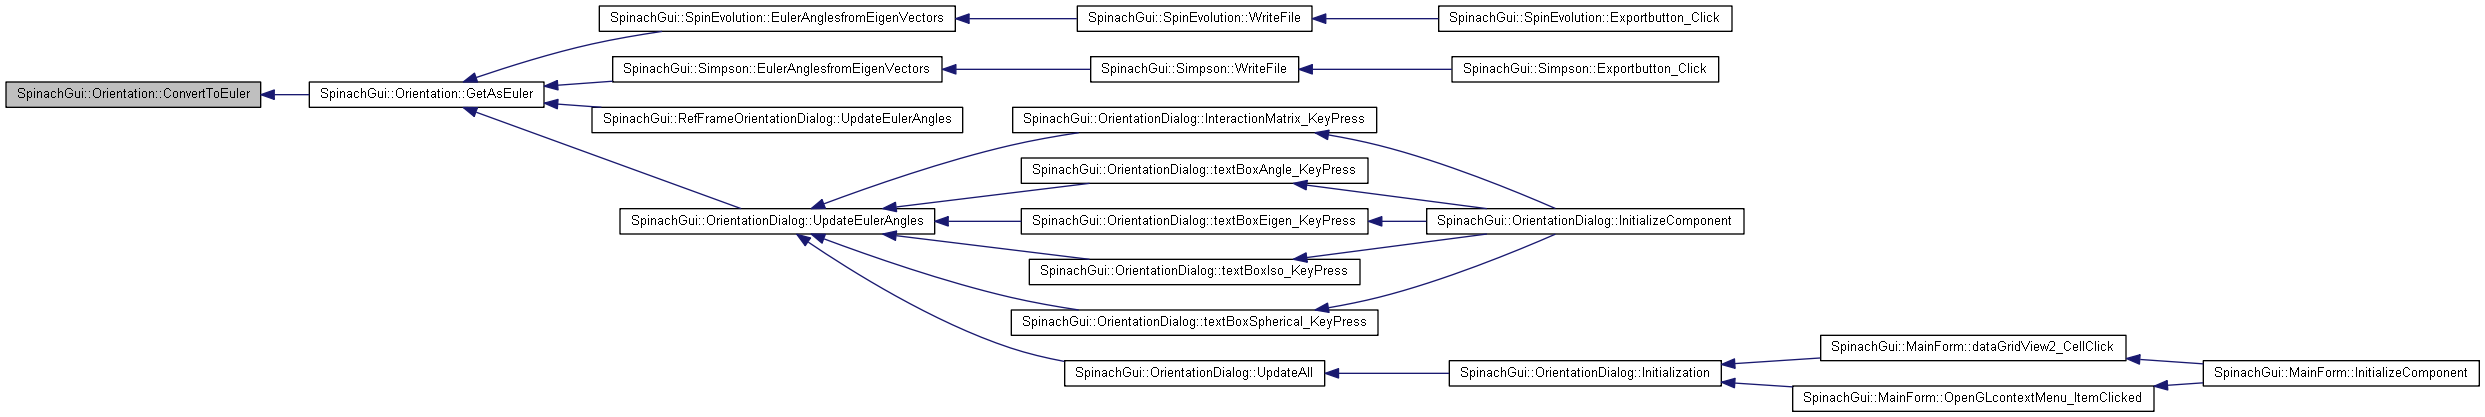 SpinachGui::SpinEvolution::EulerAnglesfromEigenVectors
SpinachGui::SpinEvolution::WriteFile
SpinachGui::SpinEvolution::Exportbutton_Click
SpinachGui::Simpson::EulerAnglesfromEigenVectors
SpinachGui::Simpson::WriteFile
SpinachGui::Simpson::Exportbutton_Click
SpinachGui::Orientation::ConvertToEuler
SpinachGui::Orientation::GetAsEuler
SpinachGui::RefFrameOrientationDialog::UpdateEulerAngles
SpinachGui::OrientationDialog::InteractionMatrix_KeyPress
SpinachGui::OrientationDialog::textBoxAngle_KeyPress
SpinachGui::OrientationDialog::UpdateEulerAngles
SpinachGui::OrientationDialog::textBoxEigen_KeyPress
SpinachGui::OrientationDialog::InitializeComponent
SpinachGui::OrientationDialog::textBoxIso_KeyPress
SpinachGui::OrientationDialog::textBoxSpherical_KeyPress
SpinachGui::MainForm::dataGridView2_CellClick
SpinachGui::OrientationDialog::UpdateAll
SpinachGui::OrientationDialog::Initialization
SpinachGui::MainForm::InitializeComponent
SpinachGui::MainForm::OpenGLcontextMenu_ItemClicked